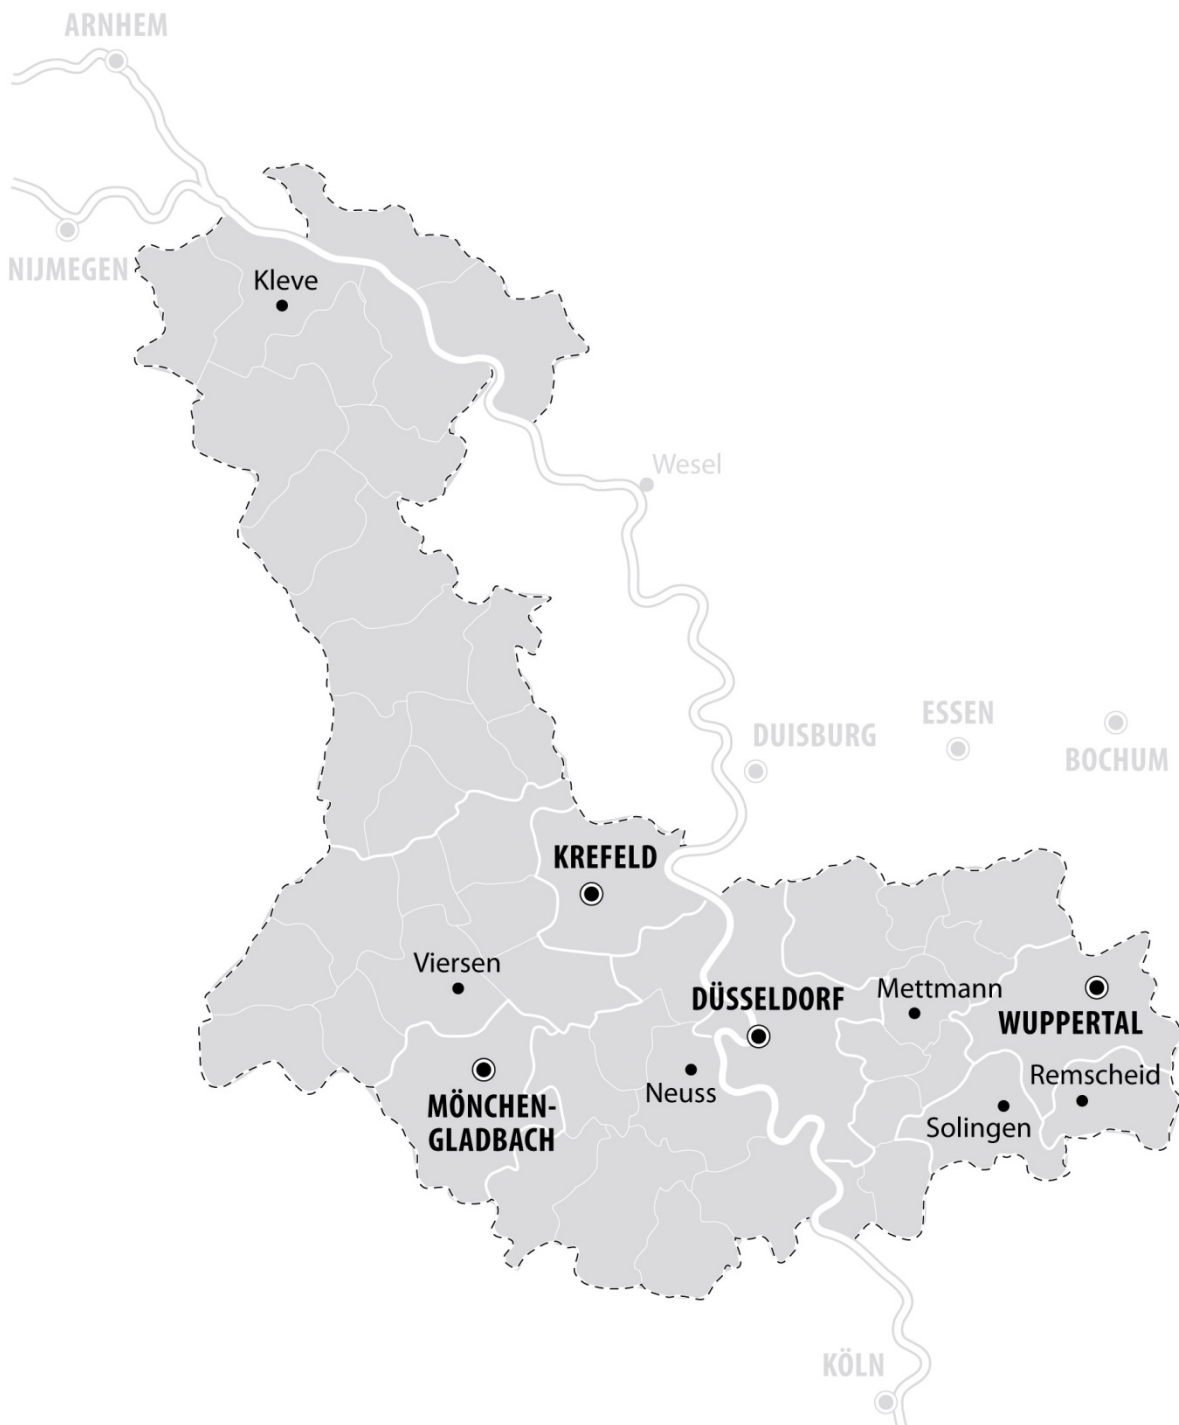 ARNHEM
NIJMEGEN
Kleve
Wesel
DUISBURG
ESSEN
BOCHUM
KREFELD
Viersen
DÜSSELDORF
Mettmann
WUPPERTAL
MÖNCHEN-
GLADBACH
Neuss
Remscheid
Solingen
KÖLN